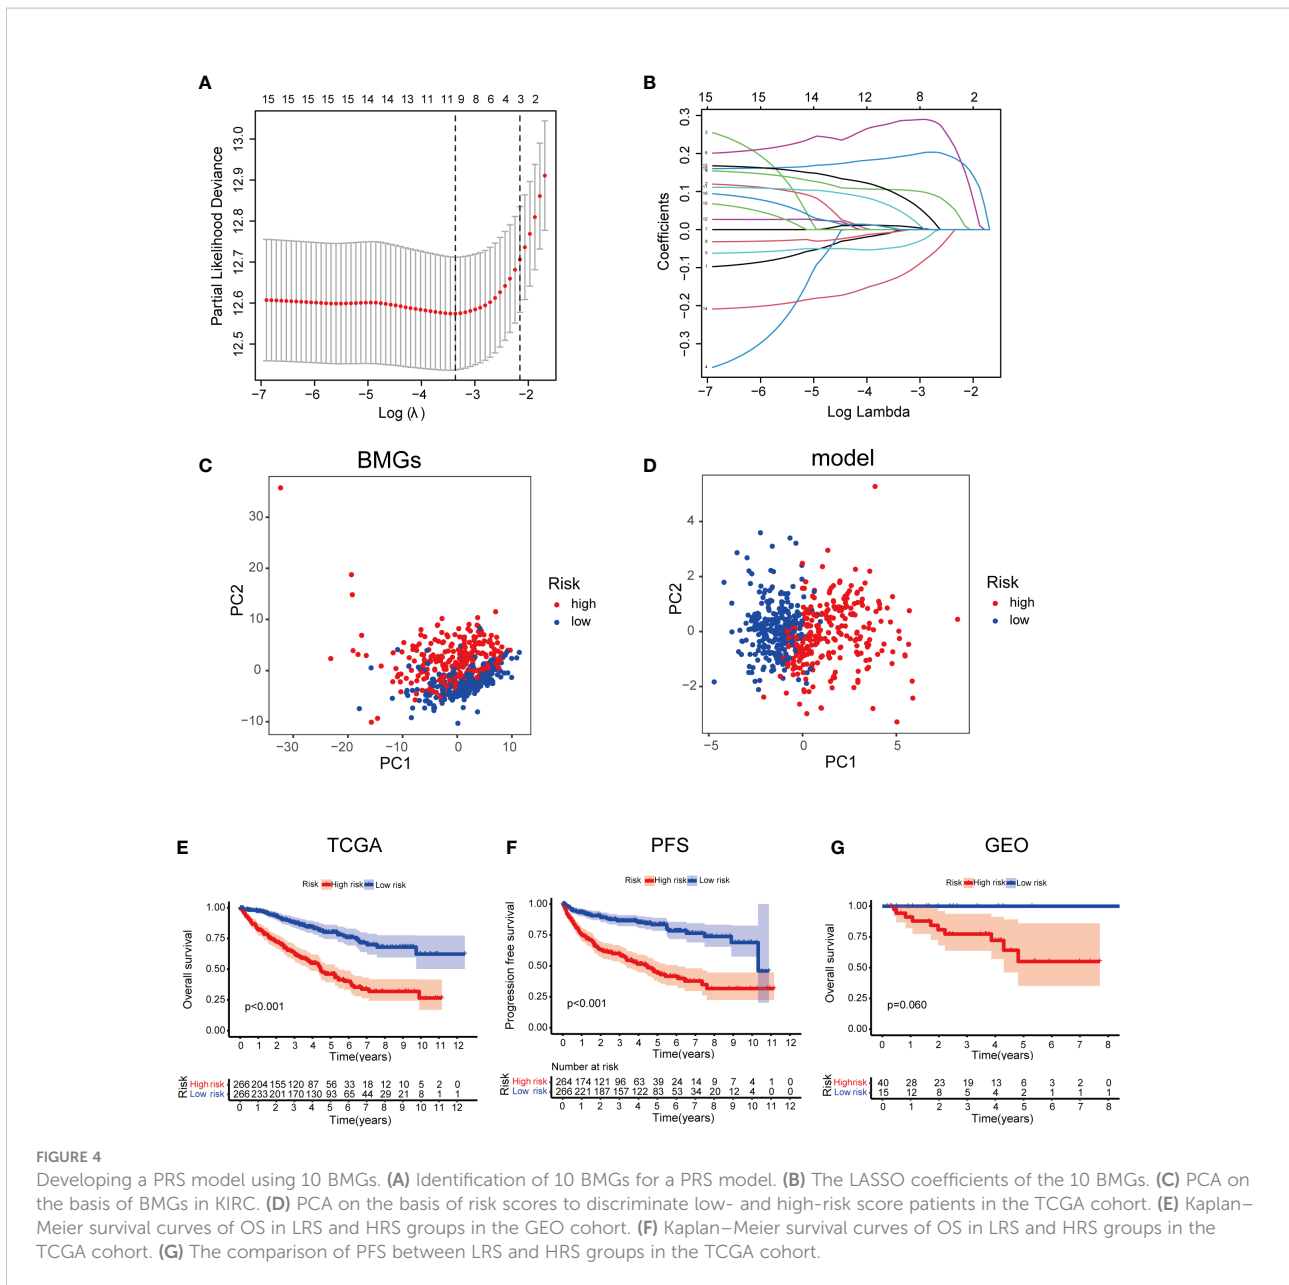 A
15 15 15 15 15 14 14 13 11 11 9 8 6 4 3 2
Partial Likelihood Deviance
13.0
12.9
12.8
12.7
12.6
12.5
−7 −6 −5 −4 −3 −2
Log (λ)
B
15 15 14 12 8 2
Coefficients
0.3
0.2
0.1
0.0
−0.1
−0.2
−0.3
−7 −6 −5 −4 −3 −2
Log Lambda
C
BMGs
PC2
30
20
10
0
−10
−30 −20 −10 0 10
PC1
Risk
high
low
D
model
PC2
4
2
0
−2
−5 0 5
PC1
Risk
high
low
E
TCGA
Risk High risk Low risk
Overall survival
1.00
0.75
0.50
0.25
0.00
p<0.001
0 1 2 3 4 5 6 7 8 9 10 11 12
Time(years)
Risk
High risk 266 204 155 120 87 56 33 18 12 10 5 2 0
Low risk 266 233 201 170 130 93 65 44 29 21 8 1 1
0 1 2 3 4 5 6 7 8 9 10 11 12
Time(years)
F
PFS
Risk High risk Low risk
Progression free survival
1.00
0.75
0.50
0.25
0.00
p<0.001
0 1 2 3 4 5 6 7 8 9 10 11 12
Time(years)
Number at risk
Risk
High risk 264 174 121 96 63 39 24 14 9 7 4 1 0
Low risk 266 221 187 157 122 83 53 34 20 12 4 0 0
0 1 2 3 4 5 6 7 8 9 10 11 12
Time(years)
G
GEO
Risk High risk Low risk
Overall survival
1.00
0.75
0.50
0.25
0.00
p=0.060
0 1 2 3 4 5 6 7 8
Time(years)
Risk
Highrisk 40 28 23 19 13 6 3 2 0
Low risk 15 12 8 5 4 2 1 1 1
0 1 2 3 4 5 6 7 8
Time(years)
FIGURE 4
Developing a PRS model using 10 BMGs. (A) Identification of 10 BMGs for a PRS model. (B) The LASSO coefficients of the 10 BMGs. (C) PCA on
the basis of BMGs in KIRC. (D) PCA on the basis of risk scores to discriminate low- and high-risk score patients in the TCGA cohort. (E) Kaplan–
Meier survival curves of OS in LRS and HRS groups in the GEO cohort. (F) Kaplan–Meier survival curves of OS in LRS and HRS groups in the
TCGA cohort. (G) The comparison of PFS between LRS and HRS groups in the TCGA cohort.